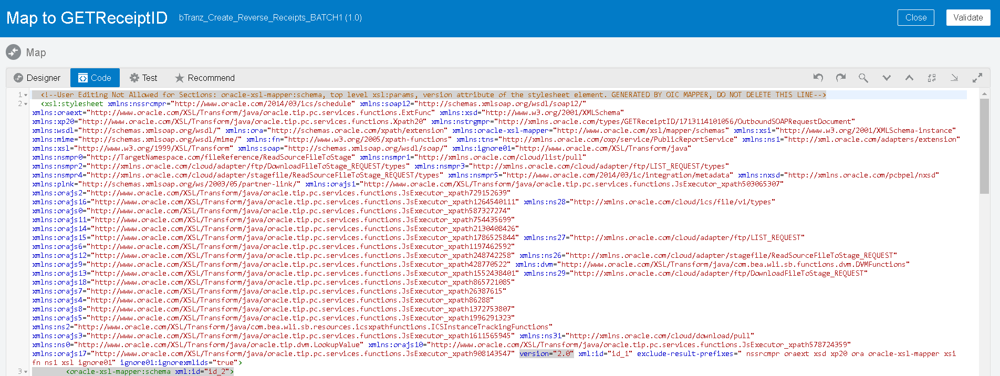 Map to GETReceiptID bTranz_Create_Reverse_Receipts_BATCH1 (1.0) Close Validate
Map
Designer Code Test Recommend
1 <!--User Editing Not Allowed for Sections: oracle-xsl-mapper:schema, top level xsl:params, version attribute of the stylesheet element. GENERATED BY OIC MAPPER, DO NOT DELETE THIS LINE-->
2 <xsl:stylesheet xmlns:nssrcmpr="http://www.oracle.com/2014/03/ics/schedule" xmlns:soap12="http://schemas.xmlsoap.org/wsdl/soap12/"
xmlns:oraext="http://www.oracle.com/XSL/Transform/java/oracle.tip.pc.services.functions.ExtFunc" xmlns:xsd="http://www.w3.org/2001/XMLSchema"
xmlns:xp20="http://www.oracle.com/XSL/Transform/java/oracle.tip.pc.services.functions.Xpath20" xmlns:nstrgmpr="http://xmlns.oracle.com/types/GETReceiptID/1713114101056/OutboundSOAPRequestDocument"
xmlns:wsdl="http://schemas.xmlsoap.org/wsdl/" xmlns:ora="http://schemas.oracle.com/xpath/extension" xmlns:oracle-xsl-mapper="http://www.oracle.com/xsl/mapper/schemas" xmlns:xsi="http://www.w3.org/2001/XMLSchema-instance"
xmlns:mime="http://schemas.xmlsoap.org/wsdl/mime/" xmlns:fn="http://www.w3.org/2005/xpath-functions" xmlns:tns="http://xmlns.oracle.com/oxp/service/PublicReportService" xmlns:ns1="http://xml.oracle.com/adapters/extension"
xmlns:xsl="http://www.w3.org/1999/XSL/Transform" xmlns:soap="http://schemas.xmlsoap.org/wsdl/soap/" xmlns:ignore01="http://www.oracle.com/XSL/Transform/java"
xmlns:nsmpr0="http://TargetNamespace.com/fileReference/ReadSourceFileToStage" xmlns:nsmpr1="http://xmlns.oracle.com/cloud/list/pull"
xmlns:nsmpr2="http://xmlns.oracle.com/cloud/adapter/ftp/DownloadFileToStage_REQUEST/types" xmlns:nsmpr3="http://xmlns.oracle.com/cloud/adapter/ftp/LIST_REQUEST/types"
xmlns:nsmpr4="http://xmlns.oracle.com/cloud/adapter/stagefile/ReadSourceFileToStage_REQUEST/types" xmlns:nsmpr5="http://www.oracle.com/2014/03/ic/integration/metadata" xmlns:nxsd="http://xmlns.oracle.com/pcbpel/nxsd"
xmlns:plnk="http://schemas.xmlsoap.org/ws/2003/05/partner-link/" xmlns:orajs1="http://www.oracle.com/XSL/Transform/java/oracle.tip.pc.services.functions.JsExecutor_xpath503065307"
xmlns:orajs2="http://www.oracle.com/XSL/Transform/java/oracle.tip.pc.services.functions.JsExecutor_xpath729152639"
xmlns:orajs16="http://www.oracle.com/XSL/Transform/java/oracle.tip.pc.services.functions.JsExecutor_xpath1264540111" xmlns:ns28="http://xmlns.oracle.com/cloud/ics/file/v1/types"
xmlns:orajs0="http://www.oracle.com/XSL/Transform/java/oracle.tip.pc.services.functions.JsExecutor_xpath587327274"
xmlns:orajs11="http://www.oracle.com/XSL/Transform/java/oracle.tip.pc.services.functions.JsExecutor_xpath754435699"
xmlns:orajs14="http://www.oracle.com/XSL/Transform/java/oracle.tip.pc.services.functions.JsExecutor_xpath2130408426"
xmlns:orajs15="http://www.oracle.com/XSL/Transform/java/oracle.tip.pc.services.functions.JsExecutor_xpath1786525844" xmlns:ns27="http://xmlns.oracle.com/cloud/adapter/ftp/LIST_REQUEST"
xmlns:orajs6="http://www.oracle.com/XSL/Transform/java/oracle.tip.pc.services.functions.JsExecutor_xpath1197462592"
xmlns:orajs12="http://www.oracle.com/XSL/Transform/java/oracle.tip.pc.services.functions.JsExecutor_xpath248742258" xmlns:ns26="http://xmlns.oracle.com/cloud/adapter/stagefile/ReadSourceFileToStage_REQUEST"
xmlns:orajs9="http://www.oracle.com/XSL/Transform/java/oracle.tip.pc.services.functions.JsExecutor_xpath428770522" xmlns:dvm="http://www.oracle.com/XSL/Transform/java/com.bea.wli.sb.functions.dvm.DVMFunctions"
xmlns:orajs13="http://www.oracle.com/XSL/Transform/java/oracle.tip.pc.services.functions.JsExecutor_xpath1552438401" xmlns:ns29="http://xmlns.oracle.com/cloud/adapter/ftp/DownloadFileToStage_REQUEST"
xmlns:orajs18="http://www.oracle.com/XSL/Transform/java/oracle.tip.pc.services.functions.JsExecutor_xpath865721085"
xmlns:orajs7="http://www.oracle.com/XSL/Transform/java/oracle.tip.pc.services.functions.JsExecutor_xpath26387615"
xmlns:orajs4="http://www.oracle.com/XSL/Transform/java/oracle.tip.pc.services.functions.JsExecutor_xpath86288"
xmlns:orajs8="http://www.oracle.com/XSL/Transform/java/oracle.tip.pc.services.functions.JsExecutor_xpath1372753807"
xmlns:orajs5="http://www.oracle.com/XSL/Transform/java/oracle.tip.pc.services.functions.JsExecutor_xpath1996291323"
xmlns:ns2="http://www.oracle.com/XSL/Transform/java/com.bea.wli.sb.resources.icsxpathfunctions.ICSInstanceTrackingFunctions"
xmlns:orajs3="http://www.oracle.com/XSL/Transform/java/oracle.tip.pc.services.functions.JsExecutor_xpath1611565945" xmlns:ns31="http://xmlns.oracle.com/cloud/download/pull"
xmlns:ns0="http://www.oracle.com/XSL/Transform/java/oracle.tip.dvm.LookupValue" xmlns:orajs10="http://www.oracle.com/XSL/Transform/java/oracle.tip.pc.services.functions.JsExecutor_xpath578724359"
xmlns:orajs17="http://www.oracle.com/XSL/Transform/java/oracle.tip.pc.services.functions.JsExecutor_xpath908143547" version="2.0" xml:id="id_1" exclude-result-prefixes=" nssrcmpr oraext xsd xp20 ora oracle-xsl-mapper xsi
fn ns1 xsl ignore01" ignore01:ignorexmlids="true">
3 <oracle-xsl-mapper:schema xml:id="id_2">